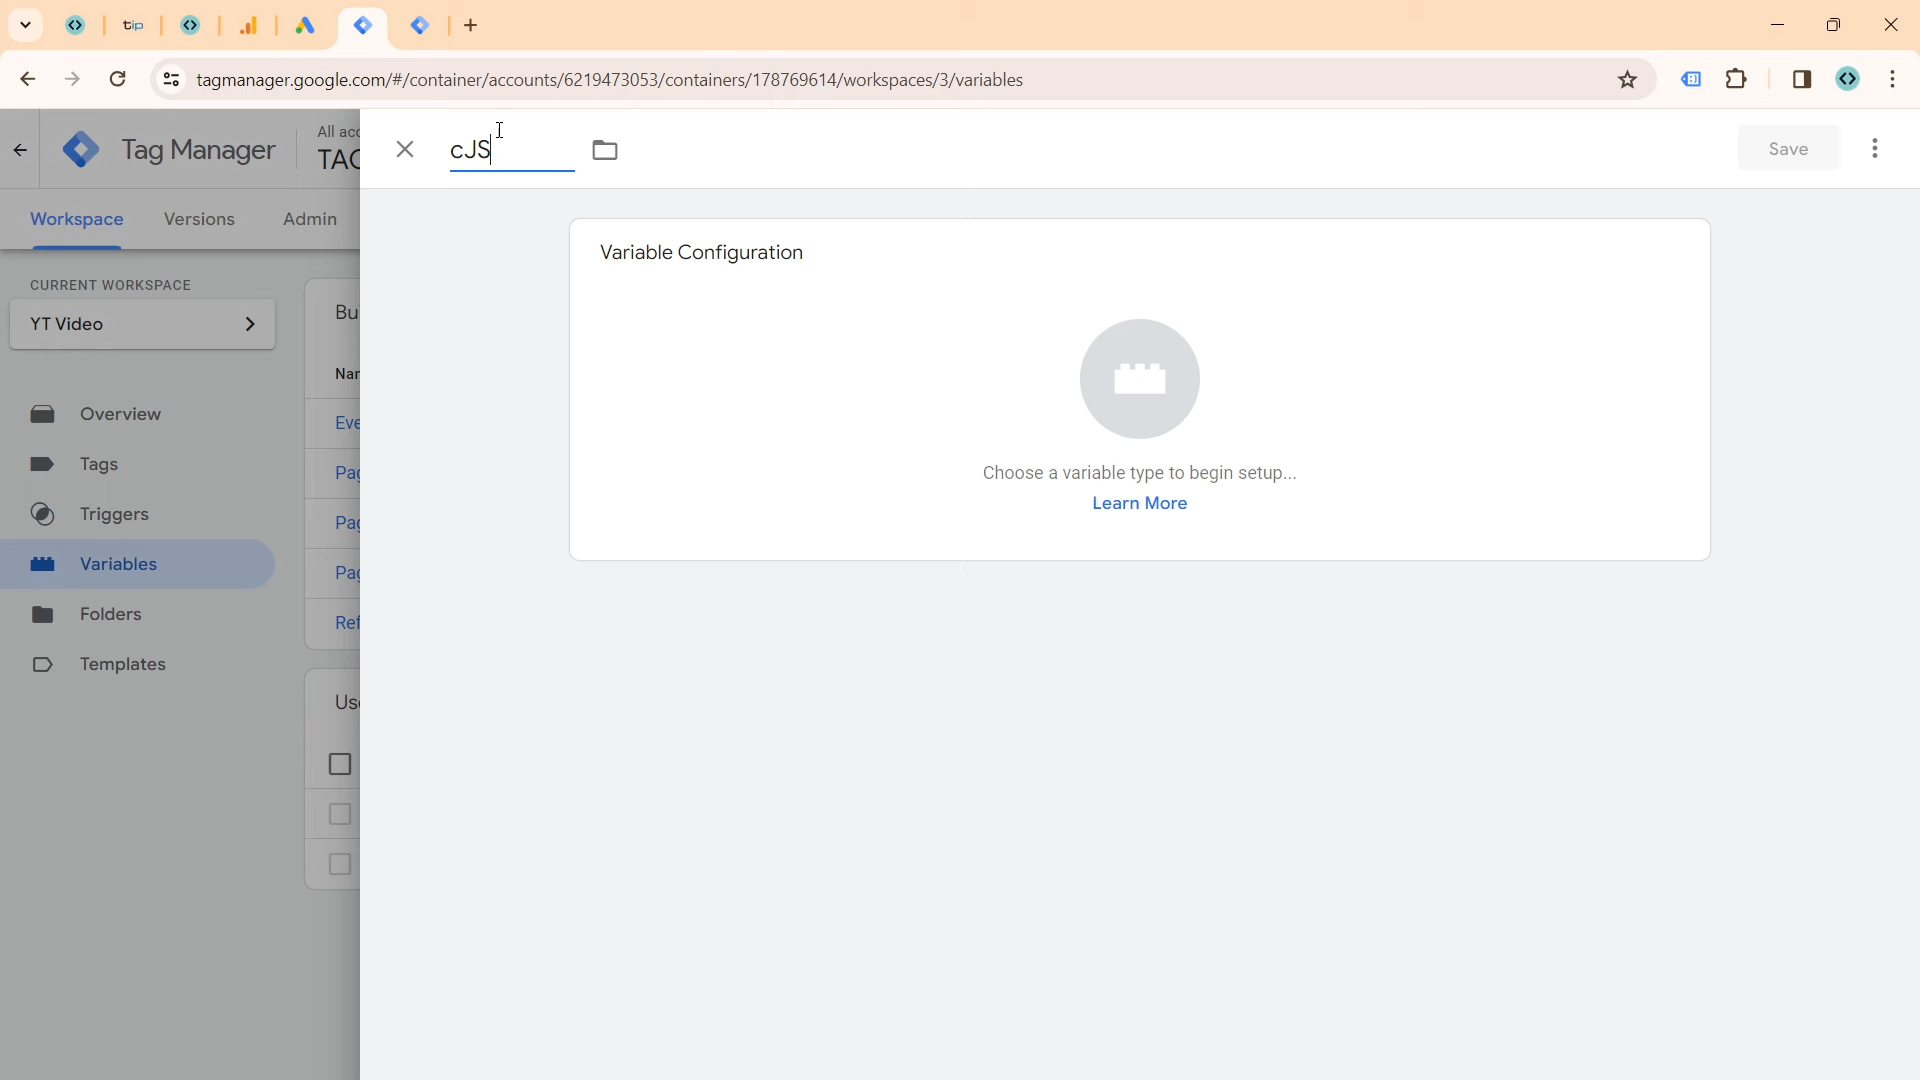 tip
tagmanager.google.com/#/container/accounts/6219473053/containers/178769614/workspaces/3/variables
Tag Manager
All acc
TAG
cJS
Save
Workspace
Versions
Admin
Variable Configuration
CURRENT WORKSPACE
YT Video
Bu
Nar
Choose a variable type to begin setup...
Learn More
Overview
Eve
Tags
Pag
Triggers
Pag
Variables
Pag
Folders
Ref
Templates
Use